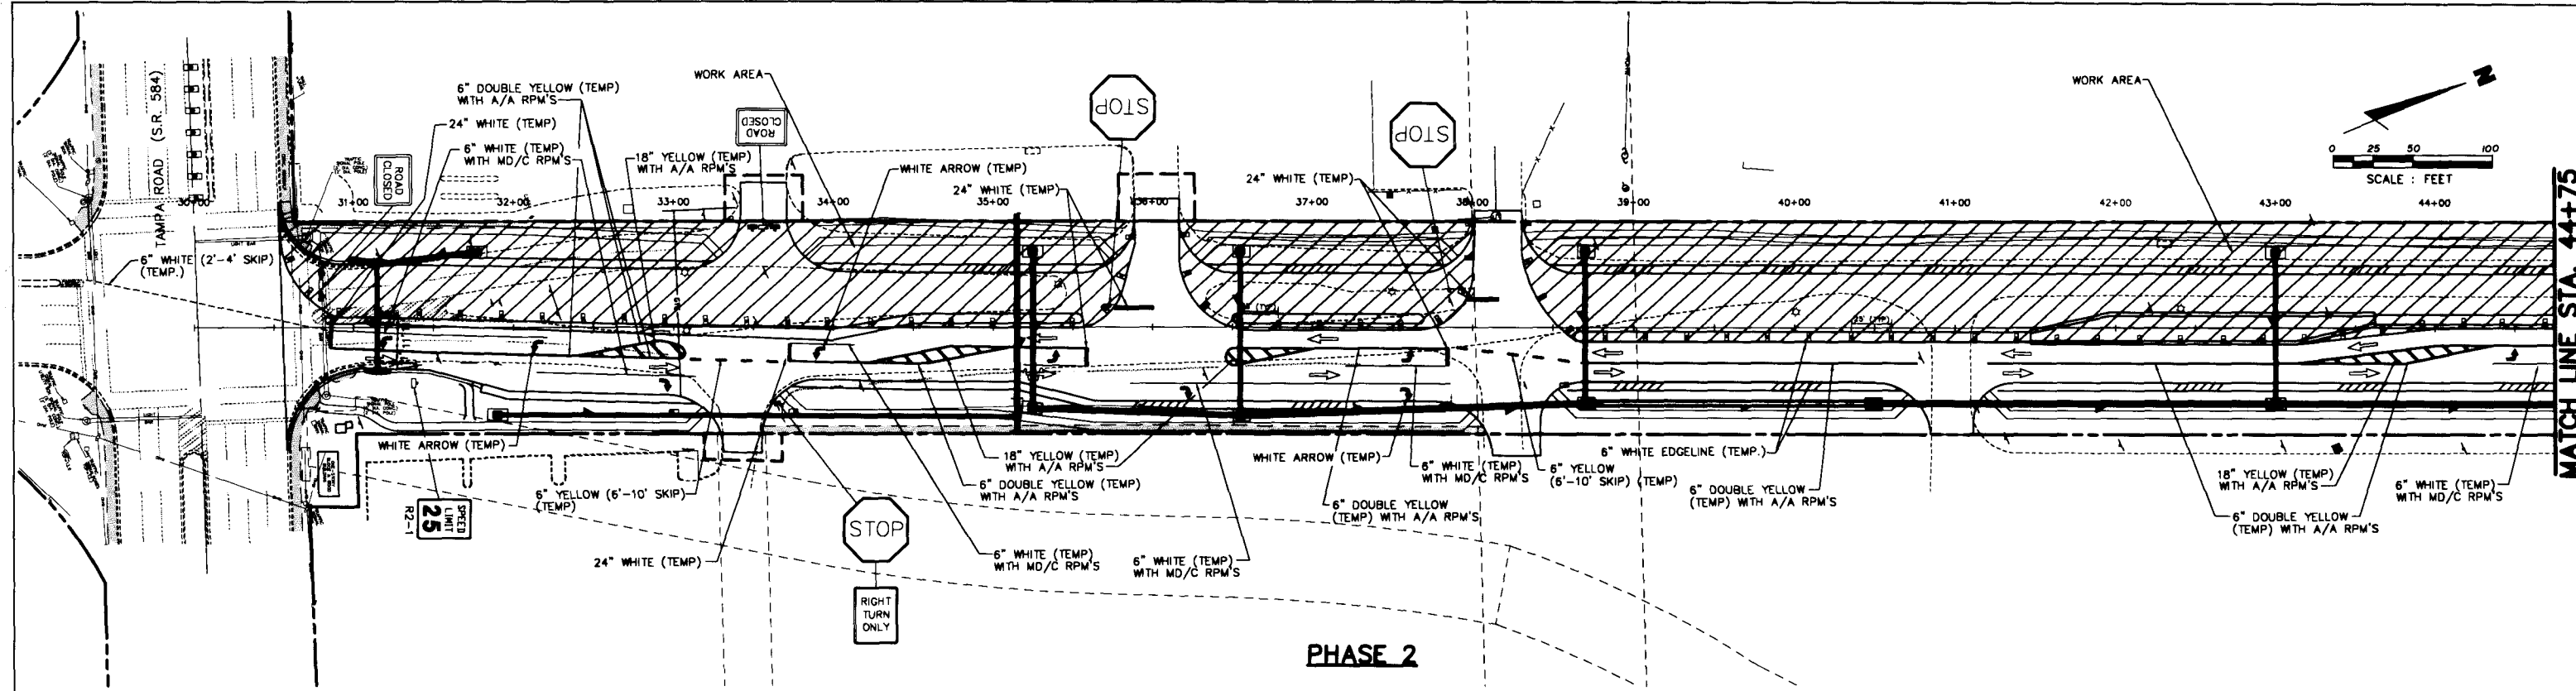 TAMPA ROAD (S.R. 584)
6" DOUBLE YELLOW (TEMP)
WITH A/A RPM'S
24" WHITE (TEMP)
6" WHITE (TEMP)
WITH MD/C RPM'S
ROAD
CLOSED
18" YELLOW (TEMP)
WITH A/A RPM'S
WORK AREA
ROAD
CLOSED
WHITE ARROW (TEMP)
24" WHITE (TEMP)
STOP
24" WHITE (TEMP)
STOP
WORK AREA
N
0 25 50 100
SCALE : FEET
MATCH LINE STA. 44+75
30+00 31+00 32+00 33+00 34+00 35+00 36+00 37+00 38+00 39+00 40+00 41+00 42+00 43+00 44+00
6" WHITE (2'-4' SKIP)
(TEMP.)
25' (TYP)
WHITE ARROW (TEMP)
SPEED
LIMIT
25
R2-1
6" YELLOW (6'-10' SKIP)
(TEMP)
24" WHITE (TEMP)
STOP
RIGHT
TURN
ONLY
18" YELLOW (TEMP)
WITH A/A RPM'S
6" DOUBLE YELLOW (TEMP)
WITH A/A RPM'S
6" WHITE (TEMP)
WITH MD/C RPM'S
6" WHITE (TEMP)
WITH MD/C RPM'S
WHITE ARROW (TEMP)
6" DOUBLE YELLOW
(TEMP) WITH A/A RPM'S
6" WHITE (TEMP)
WITH MD/C RPM'S
6" YELLOW
(6'-10' SKIP) (TEMP)
6" WHITE EDGELINE (TEMP.)
6" DOUBLE YELLOW
(TEMP) WITH A/A RPM'S
18" YELLOW (TEMP)
WITH A/A RPM'S
6" DOUBLE YELLOW
(TEMP) WITH A/A RPM'S
6" WHITE (TEMP)
WITH MD/C RPM'S
PHASE 2